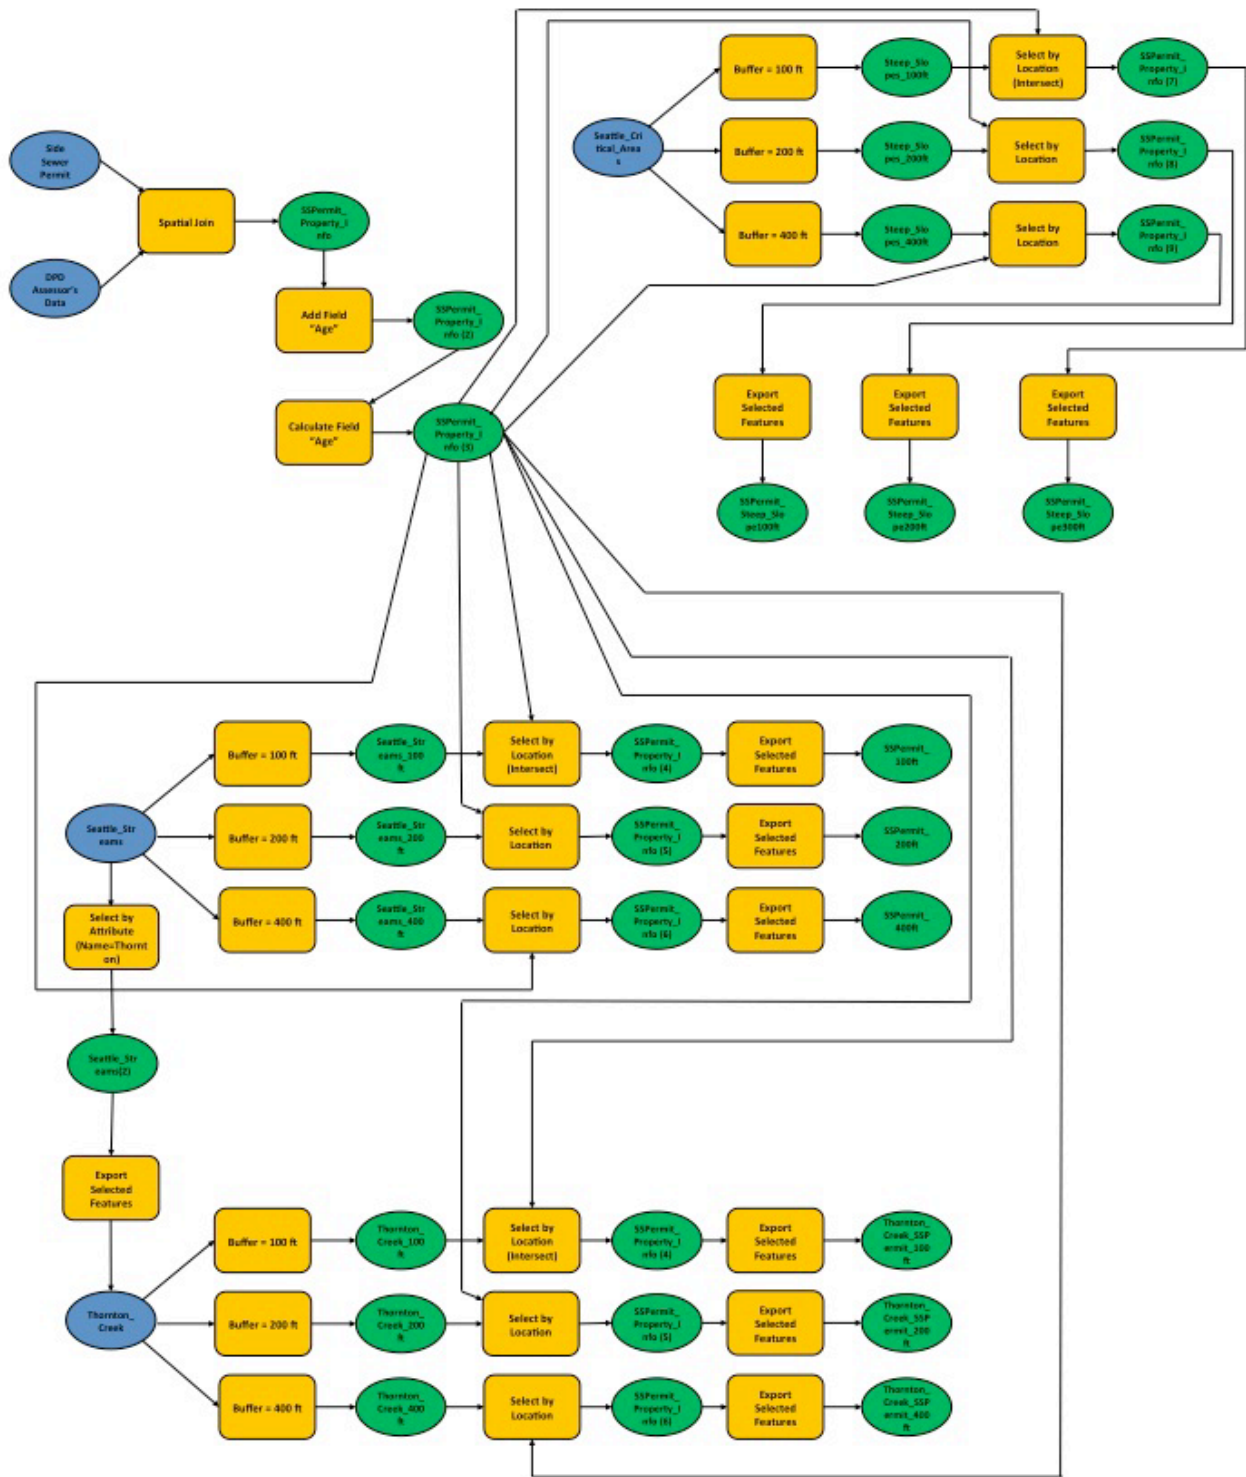 Side
Sewer
Permit
DPD
Assessor's
Data
Spatial Join
SSPermit_
Property_I
nfo
Add Field
"Age"
SSPermit_
Property_I
nfo (2)
Calculate Field
"Age"
SSPermit_
Property_I
nfo (3)
Seattle_Cri
tical_Area
s
Buffer = 100 ft
Steep_Slo
pes_100ft
Select by
Location
(Intersect)
SSPermit_
Property_I
nfo (7)
Buffer = 200 ft
Steep_Slo
pes_200ft
Select by
Location
SSPermit_
Property_I
nfo (8)
Buffer = 400 ft
Steep_Slo
pes_400ft
Select by
Location
SSPermit_
Property_I
nfo (9)
Export
Selected
Features
Export
Selected
Features
Export
Selected
Features
SSPermit_
Steep_Slo
pe100ft
SSPermit_
Steep_Slo
pe200ft
SSPermit_
Steep_Slo
pe300ft
Seattle_Str
eams
Buffer = 100 ft
Seattle_Str
eams_100
ft
Select by
Location
(Intersect)
SSPermit_
Property_I
nfo (4)
Export
Selected
Features
SSPermit_
100ft
Buffer = 200 ft
Seattle_Str
eams_200
ft
Select by
Location
SSPermit_
Property_I
nfo (5)
Export
Selected
Features
SSPermit_
200ft
Buffer = 400 ft
Seattle_Str
eams_400
ft
Select by
Location
SSPermit_
Property_I
nfo (6)
Export
Selected
Features
SSPermit_
400ft
Select by
Attribute
(Name=Thornt
on)
Seattle_Str
eams(2)
Export
Selected
Features
Thornton_
Creek
Buffer = 100 ft
Thornton_
Creek_100
ft
Select by
Location
(Intersect)
SSPermit_
Property_I
nfo (4)
Export
Selected
Features
Thornton_
Creek_SSP
ermit_100
ft
Buffer = 200 ft
Thornton_
Creek_200
ft
Select by
Location
SSPermit_
Property_I
nfo (5)
Export
Selected
Features
Thornton_
Creek_SSP
ermit_200
ft
Buffer = 400 ft
Thornton_
Creek_400
ft
Select by
Location
SSPermit_
Property_I
nfo (6)
Export
Selected
Features
Thornton_
Creek_SSP
ermit_400
ft